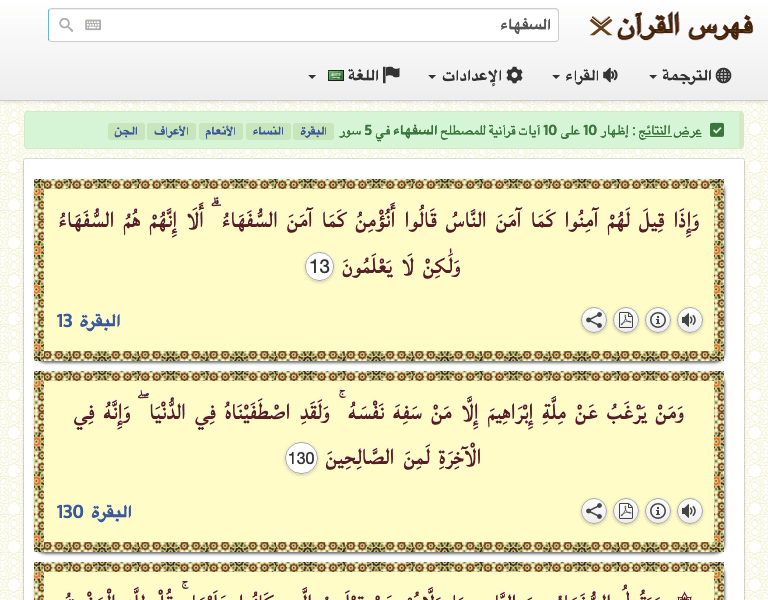 فهرس القرآن
السفهاء
الترجمة القراء الإعدادات اللغة
عرض النتائج : إظهار 10 على 10 آيات قرآنية للمصطلح السفهاء في 5 سور البقرة النساء الأنعام الأعراف الجن
وَإِذَا قِيلَ لَهُمْ آمِنُوا كَمَا آمَنَ النَّاسُ قَالُوا أَنُؤْمِنُ كَمَا آمَنَ السُّفَهَاءُ ۗ أَلَا إِنَّهُمْ هُمُ السُّفَهَاءُ
وَلَٰكِنْ لَا يَعْلَمُونَ 13
البقرة 13
وَمَنْ يَرْغَبُ عَنْ مِلَّةِ إِبْرَاهِيمَ إِلَّا مَنْ سَفِهَ نَفْسَهُ ۚ وَلَقَدِ اصْطَفَيْنَاهُ فِي الدُّنْيَا ۖ وَإِنَّهُ فِي
الْآخِرَةِ لَمِنَ الصَّالِحِينَ 130
البقرة 130